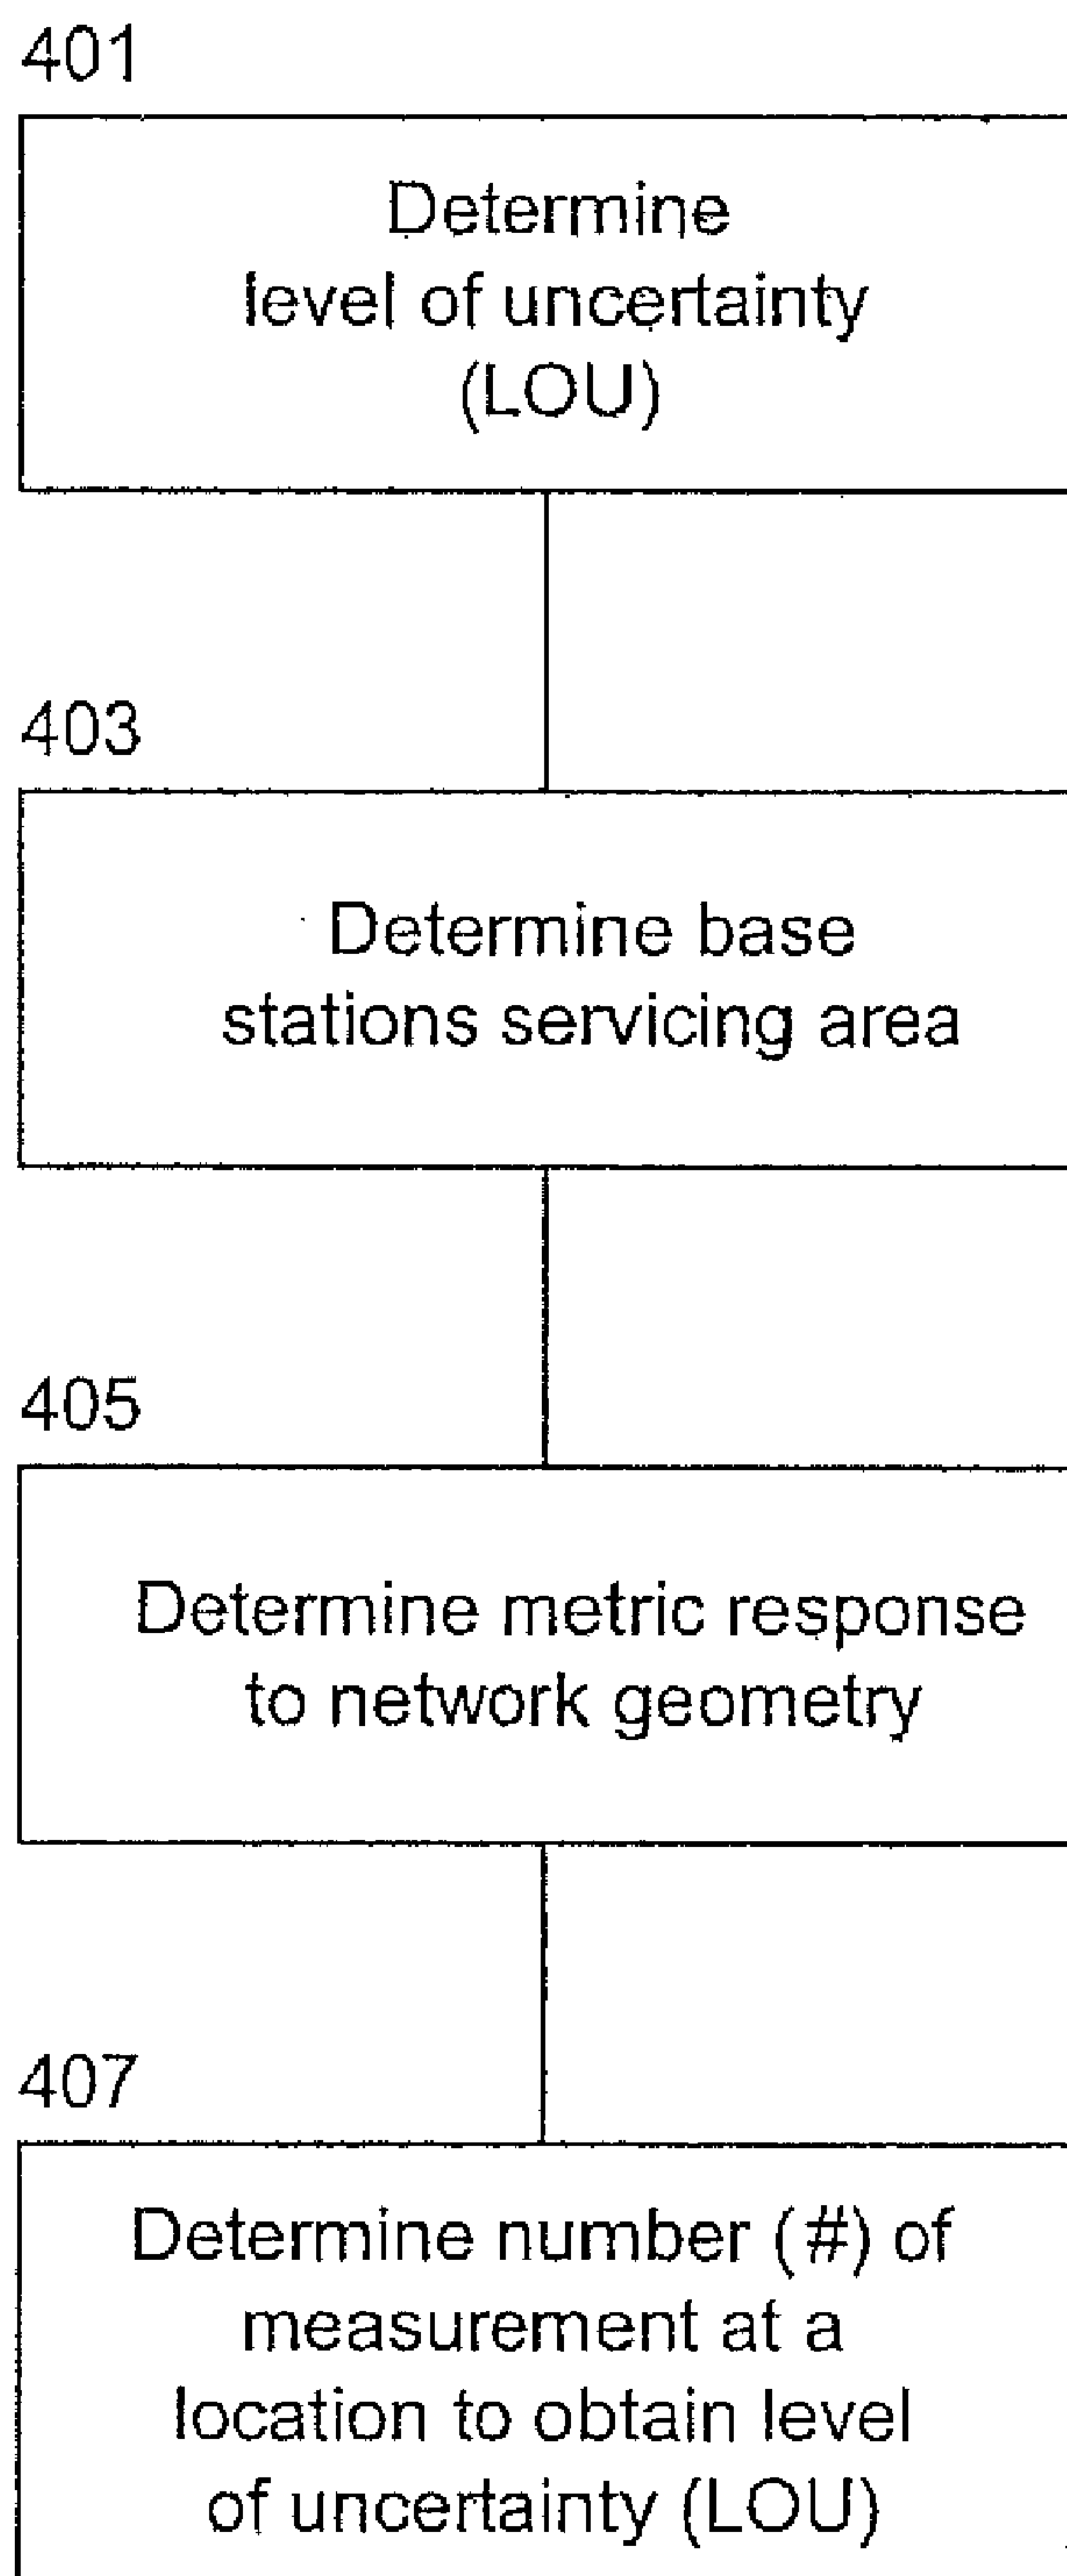 401
Determine
level of uncertainty
(LOU)
403
Determine base
stations servicing area
405
Determine metric response
to network geometry
407
Determine number (#) of
measurement at a
location to obtain level
of uncertainty (LOU)